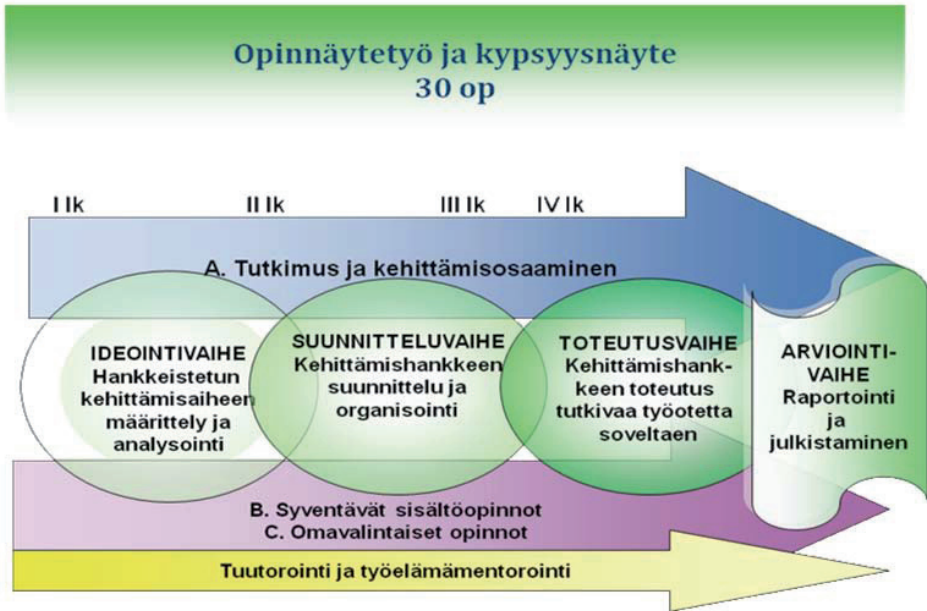 Opinnäytetyö ja kypsyysnäyte
30 op
I lk
II lk
III lk
IV lk
A. Tutkimus ja kehittämisosaaminen
IDEOINTIVAIHE
Hankkeistetun
kehittämisaiheen
määrittely ja
analysointi
SUUNNITTELUVAIHE
Kehittämishankkeen
suunnittelu ja
organisointi
TOTEUTUSVAIHE
Kehittämishank-
keen toteutus
tutkivaa työotetta
soveltaen
ARVIOINTI-
VAIHE
Raportointi
ja
julkistaminen
B. Syventävät sisältöopinnot
C. Omavalintaiset opinnot
Tuutorointi ja työelämämentorointi